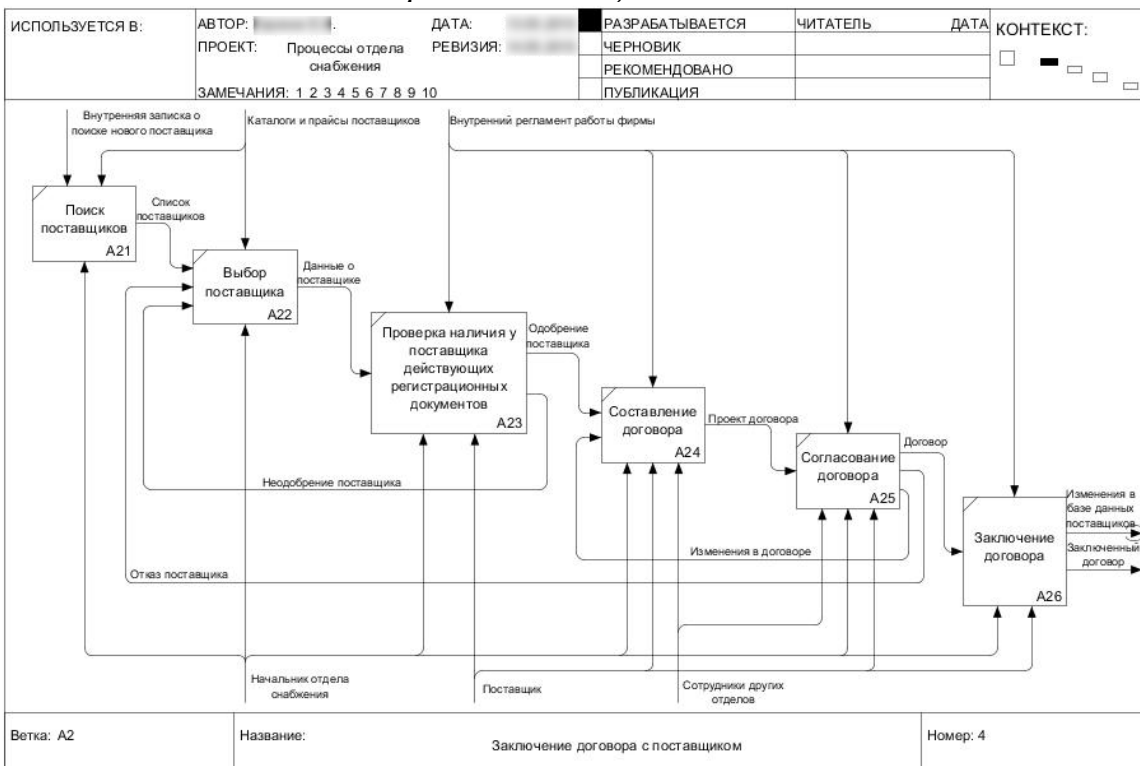 ИСПОЛЬЗУЕТСЯ В:
АВТОР:
ДАТА:
ПРОЕКТ: Процессы отдела
снабжения
РЕВИЗИЯ:
ЗАМЕЧАНИЯ: 1 2 3 4 5 6 7 8 9 10
РАЗРАБАТЫВАЕТСЯ
ЧЕРНОВИК
РЕКОМЕНДОВАНО
ПУБЛИКАЦИЯ
ЧИТАТЕЛЬ
ДАТА
КОНТЕКСТ:
Внутренняя записка о
поиске нового поставщика
Каталоги и прайсы поставщиков
Внутренний регламент работы фирмы
Поиск
поставщиков
A21
Список
поставщиков
Выбор
поставщика
A22
Данные о
поставщике
Проверка наличия у
поставщика
действующих
регистрационных
документов
A23
Одобрение
поставщика
Составление
договора
A24
Проект договора
Согласование
договора
A25
Договор
Неодобрение поставщика
Изменения в договоре
Отказ поставщика
Заключение
договора
A26
Изменения в
базе данных
поставщиков
Заключенный
договор
Начальник отдела
снабжения
Поставщик
Сотрудники других
отделов
Ветка: A2
Название:
Заключение договора с поставщиком
Номер: 4